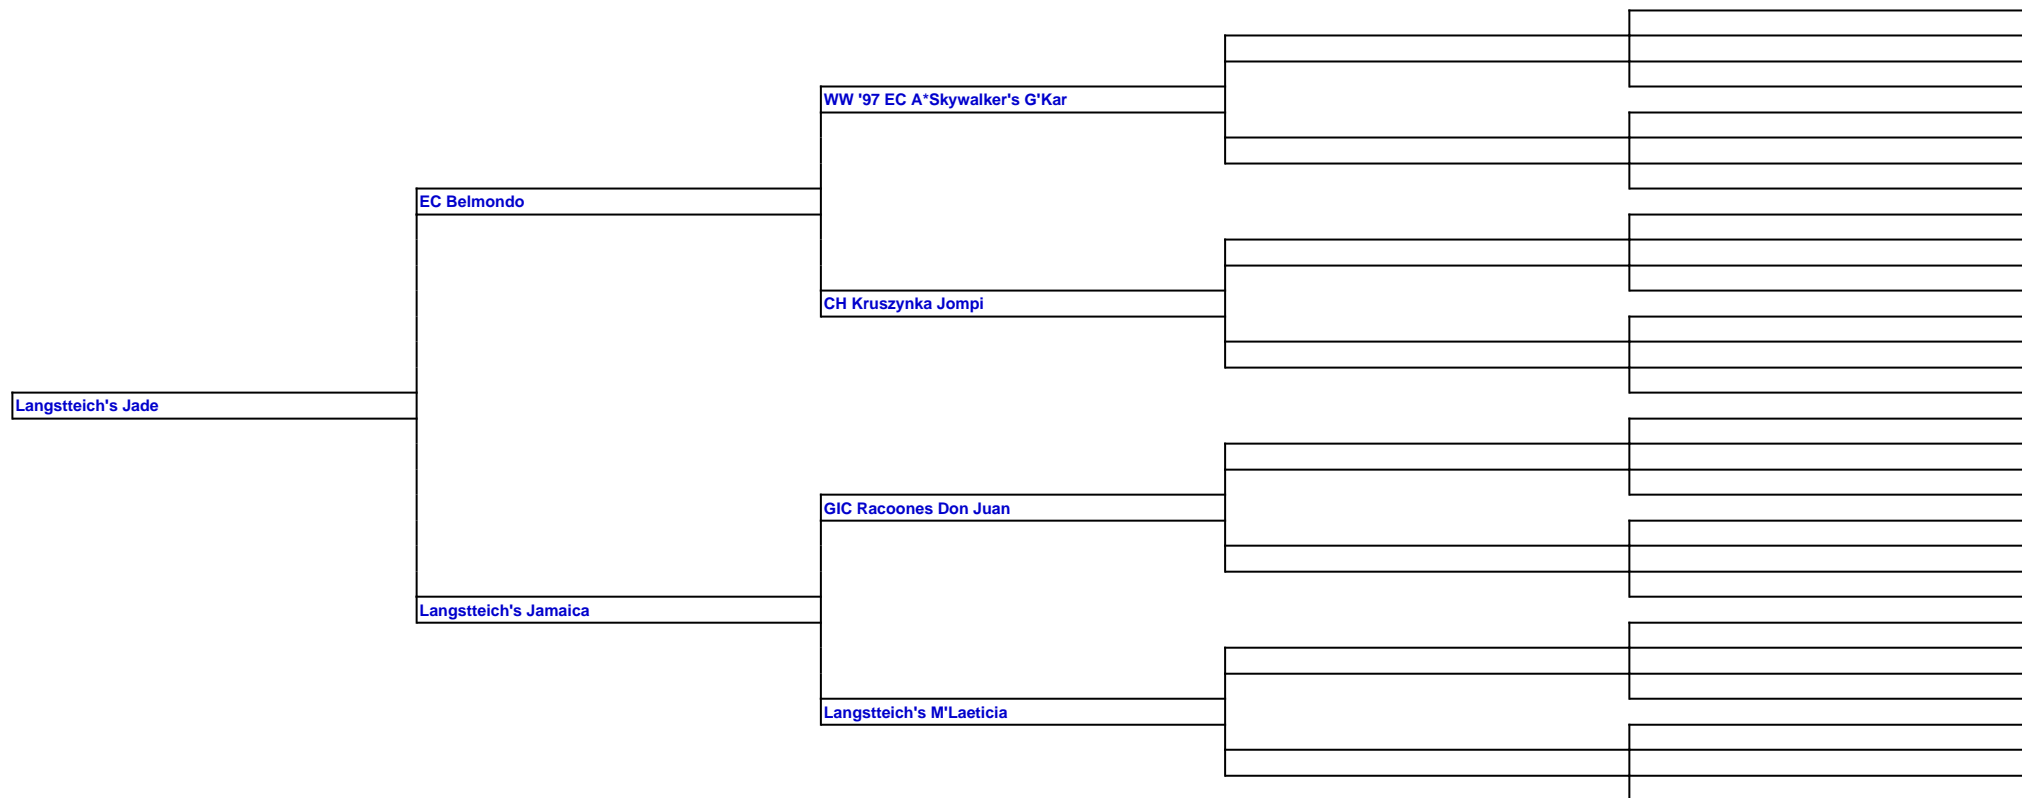 WW '97 EC A*Skywalker's G'Kar
EC Belmondo
CH Kruszynka Jompi
Langstteich's Jade
GIC Racoones Don Juan
Langstteich's Jamaica
Langstteich's M'Laeticia